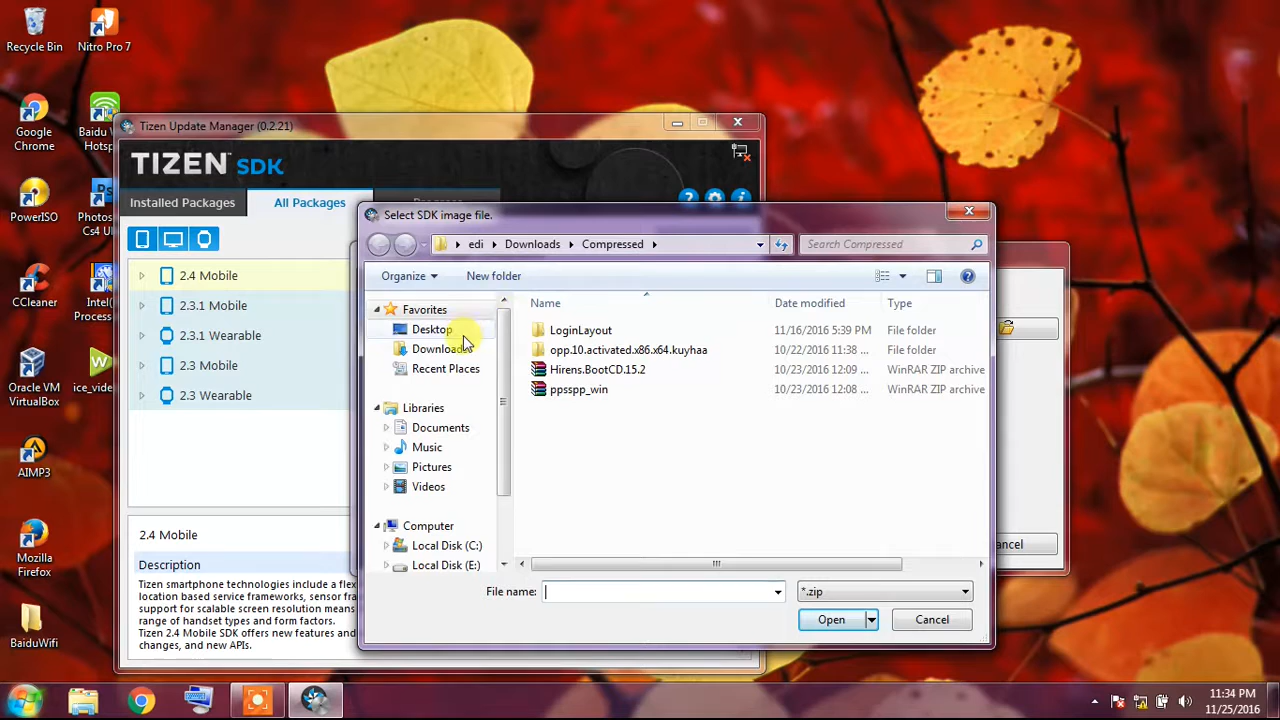 Recycle Bin
Nitro Pro 7
Google
Chrome
Baidu W
Hotsp
PowerISO
Photos
Cs4 Ul
CCleaner
Intel(
Process
Oracle VM
VirtualBox
ice_video
AIMP3
Mozilla
Firefox
BaiduWifi
Tizen Update Manager (0.2.21)
TIZEN™ SDK
Installed Packages
All Packages
Progress
2.4 Mobile
2.3.1 Mobile
2.3.1 Wearable
2.3 Mobile
2.3 Wearable
2.4 Mobile
Description
Tizen smartphone technologies include a flex
location based service frameworks, sensor fra
support for scalable screen resolution means
range of handset types and form factors.
Tizen 2.4 Mobile SDK offers new features and
changes, and new APIs.
Select SDK image file.
edi
Downloads
Compressed
Search Compressed
Organize
New folder
Favorites
Desktop
Downloads
Recent Places
Libraries
Documents
Music
Pictures
Videos
Computer
Local Disk (C:)
Local Disk (E:)
Name
Date modified
Type
LoginLayout
11/16/2016 5:39 PM
File folder
opp.10.activated.x86.x64.kuyhaa
10/22/2016 11:38 ...
File folder
Hirens.BootCD.15.2
10/23/2016 12:09 ...
WinRAR ZIP archive
ppsspp_win
10/23/2016 12:08 ...
WinRAR ZIP archive
File name:
*.zip
Open
Cancel
ancel
11:34 PM
11/25/2016